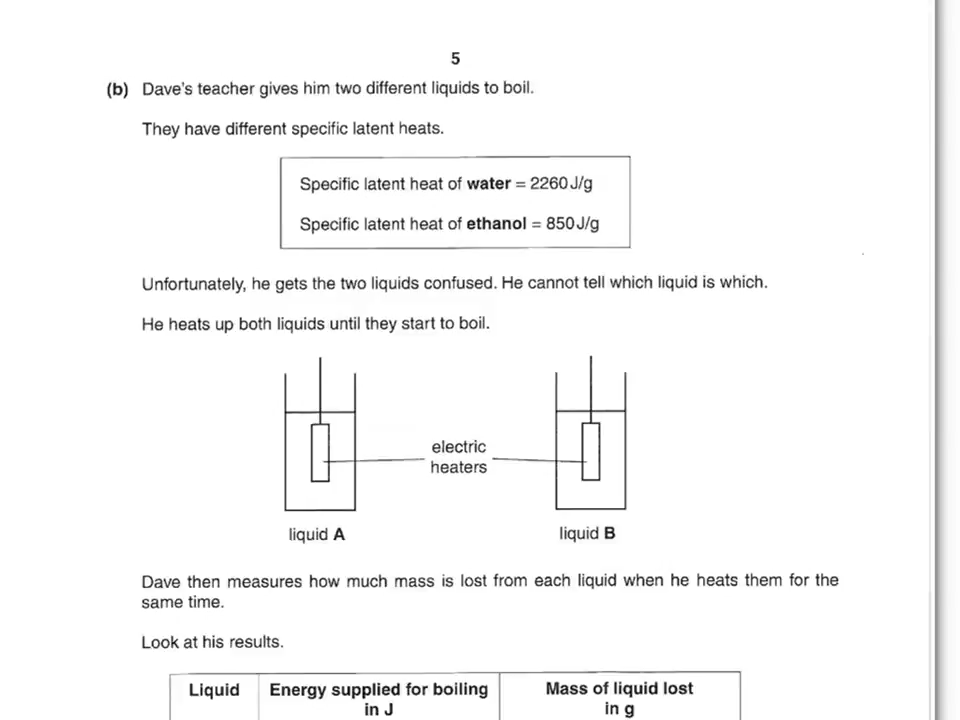 5
(b) Dave's teacher gives him two different liquids to boil.
They have different specific latent heats.
Specific latent heat of water = 2260 J/g
Specific latent heat of ethanol = 850 J/g
Unfortunately, he gets the two liquids confused. He cannot tell which liquid is which.
He heats up both liquids until they start to boil.
electric
heaters
liquid A
liquid B
Dave then measures how much mass is lost from each liquid when he heats them for the
same time.
Look at his results.
Liquid
Energy supplied for boiling
in J
Mass of liquid lost
in g